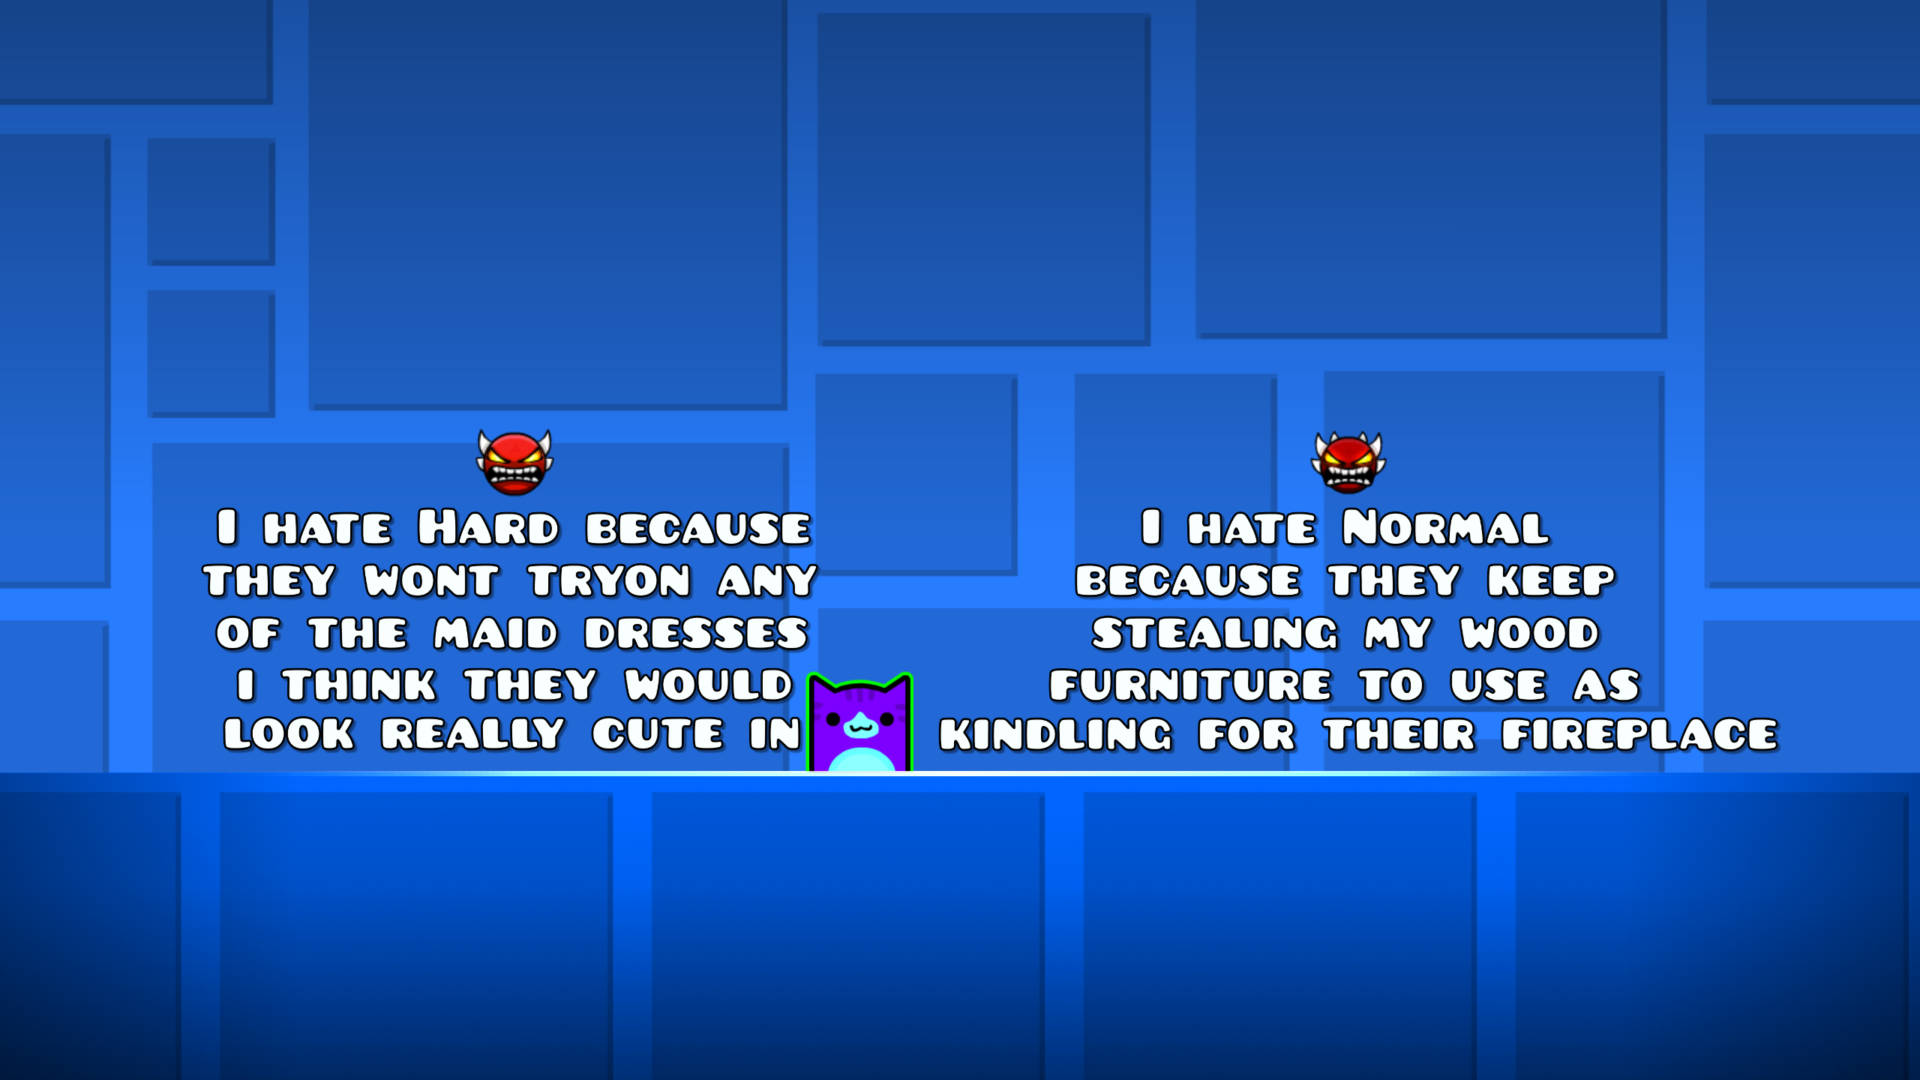 I hate Hard because
they wont tryon any
of the maid dresses
I think they would
look really cute in
I hate Normal
because they keep
stealing my wood
furniture to use as
kindling for their fireplace